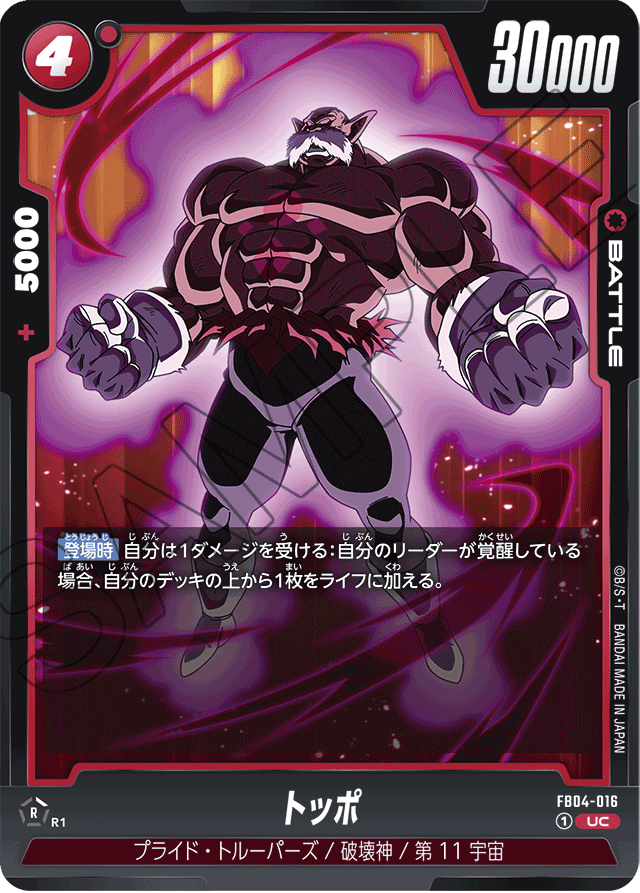 4
30000
+ 5000
BATTLE
SAMPLE
登場時 自分は1ダメージを受ける:自分のリーダーが覚醒している
場合、自分のデッキの上から1枚をライフに加える。
©B/S・T BANDAI MADE IN JAPAN
R R1
トッポ
FB04-016
1 UC
プライド・トルーパーズ / 破壊神 / 第 11 宇宙